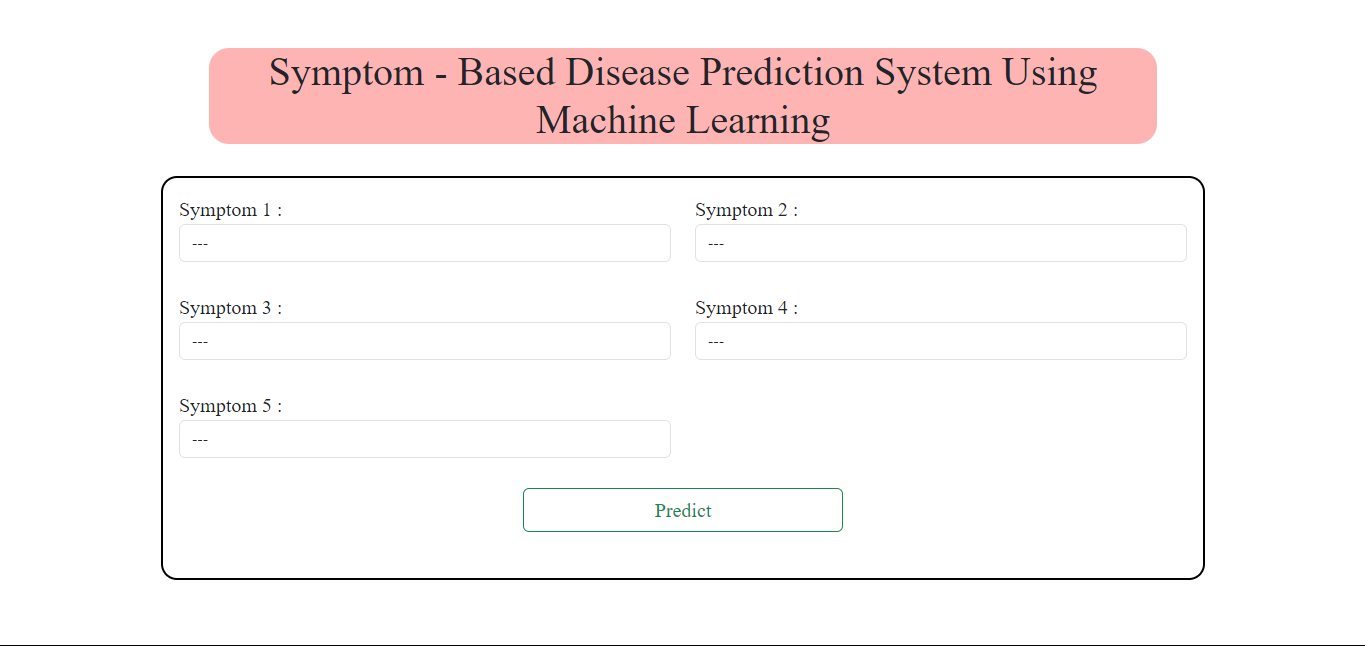 Symptom - Based Disease Prediction System Using
Machine Learning
Symptom 1 :
Symptom 2 :
---
---
Symptom 3 :
Symptom 4 :
---
---
Symptom 5 :
---
Predict